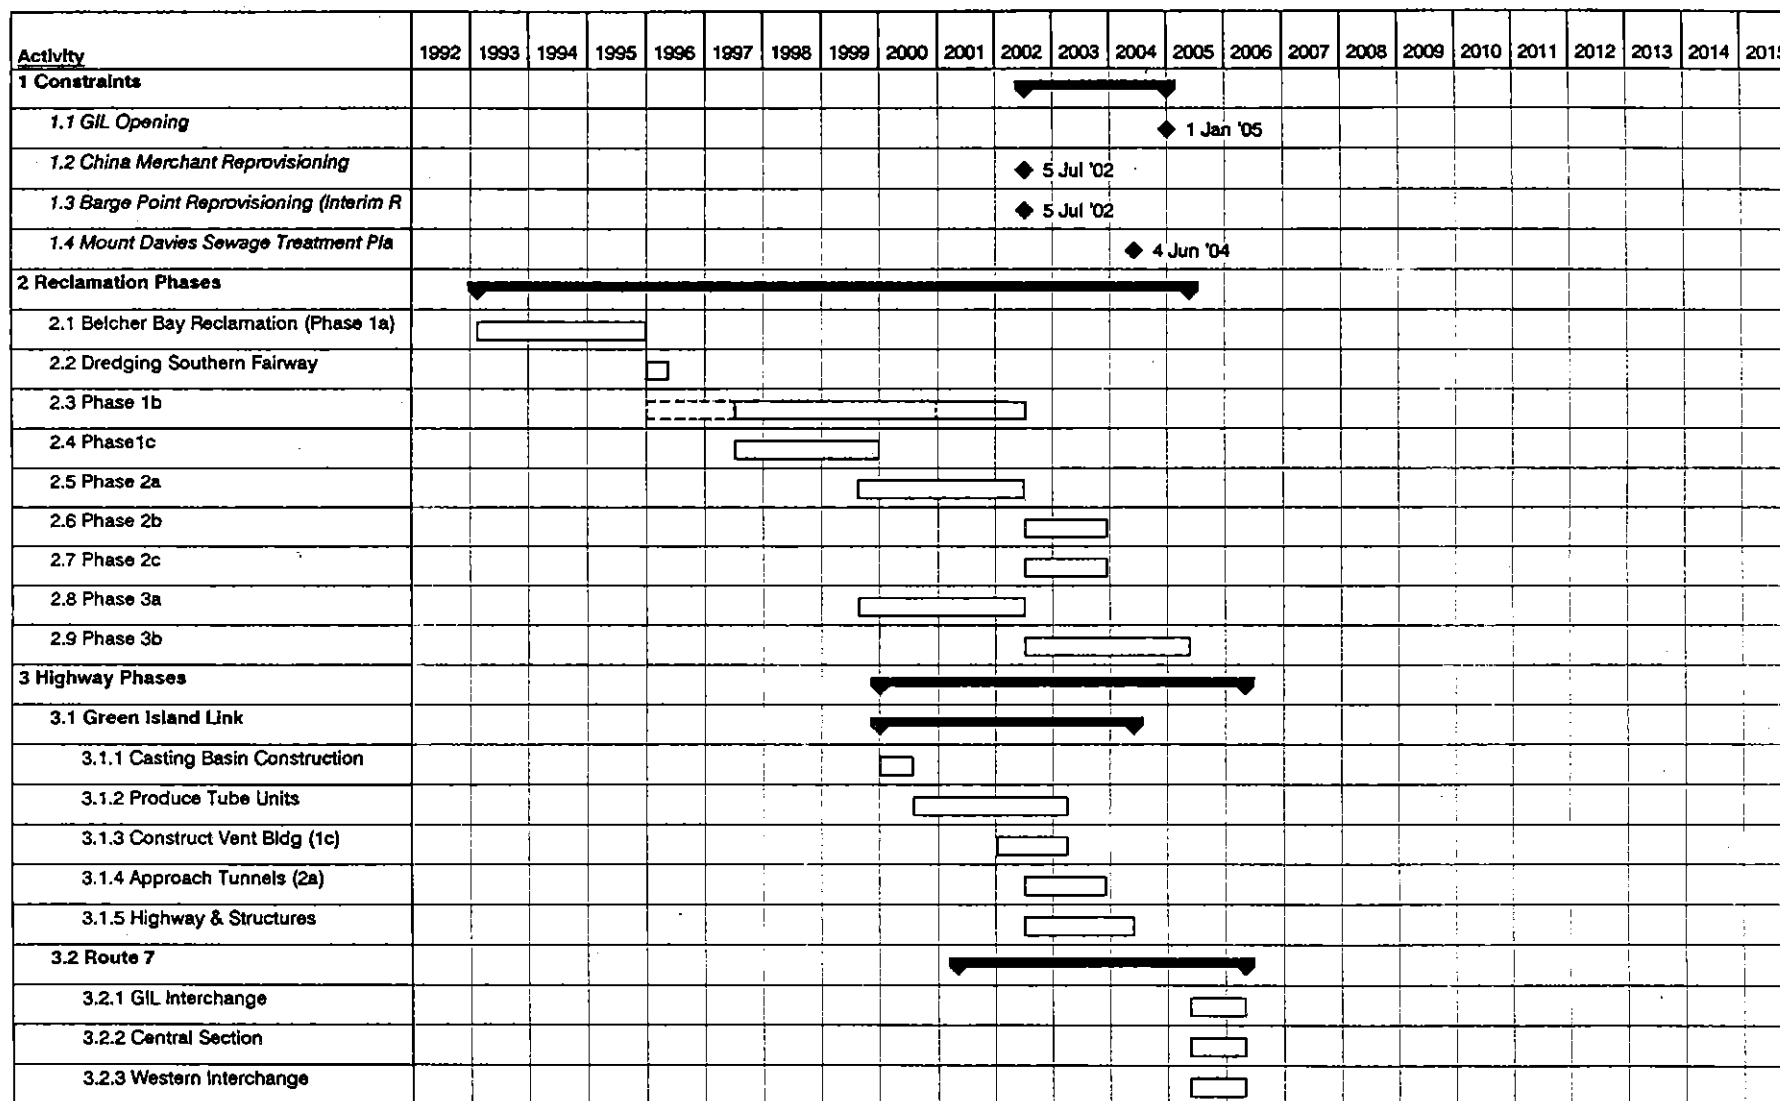 Activity 1992 1993 1994 1995 1996 1997 1998 1999 2000 2001 2002 2003 2004 2005 2006 2007 2008 2009 2010 2011 2012 2013 2014 2015
1 Constraints
1.1 GIL Opening 1 Jan '05
1.2 China Merchant Reprovisioning 5 Jul '02
1.3 Barge Point Reprovisioning (Interim R 5 Jul '02
1.4 Mount Davies Sewage Treatment Pla 4 Jun '04
2 Reclamation Phases
2.1 Belcher Bay Reclamation (Phase 1a)
2.2 Dredging Southern Fairway
2.3 Phase 1b
2.4 Phase1c
2.5 Phase 2a
2.6 Phase 2b
2.7 Phase 2c
2.8 Phase 3a
2.9 Phase 3b
3 Highway Phases
3.1 Green Island Link
3.1.1 Casting Basin Construction
3.1.2 Produce Tube Units
3.1.3 Construct Vent Bldg (1c)
3.1.4 Approach Tunnels (2a)
3.1.5 Highway & Structures
3.2 Route 7
3.2.1 GIL Interchange
3.2.2 Central Section
3.2.3 Western Interchange